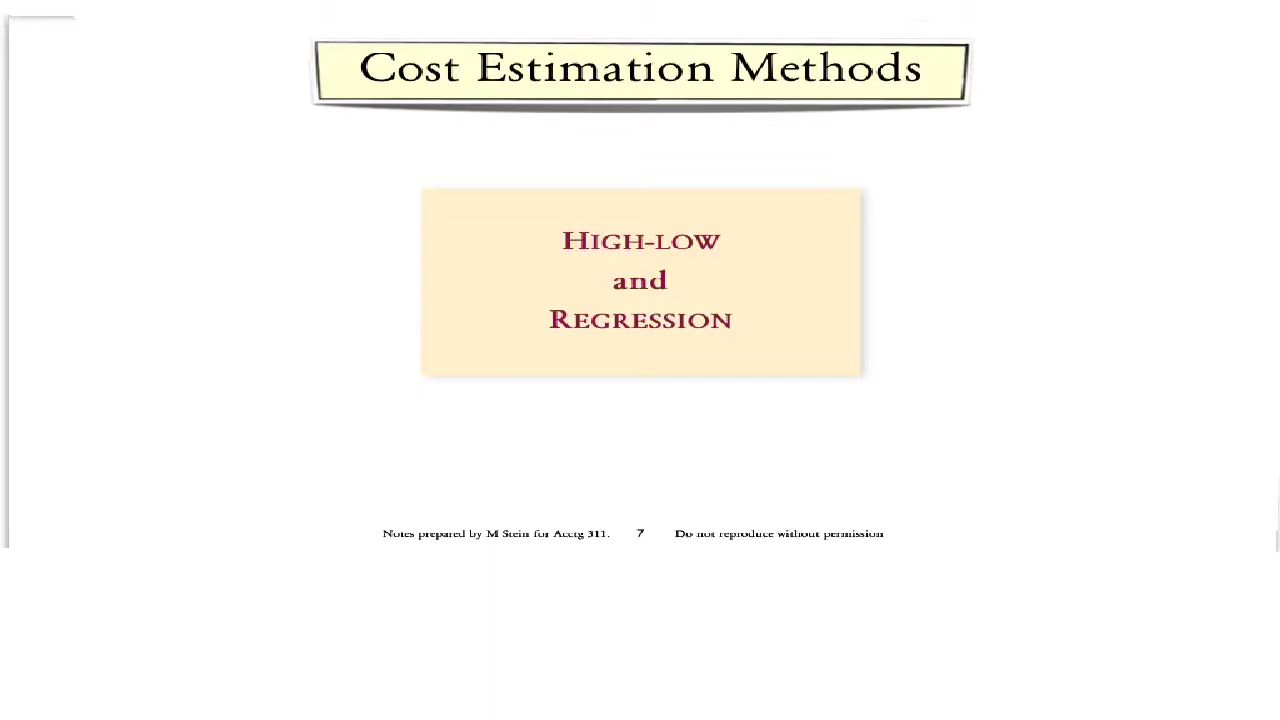 Cost Estimation Methods
HIGH-LOW
and
REGRESSION
Notes prepared by M Stein for Acctg 311. 7 Do not reproduce without permission